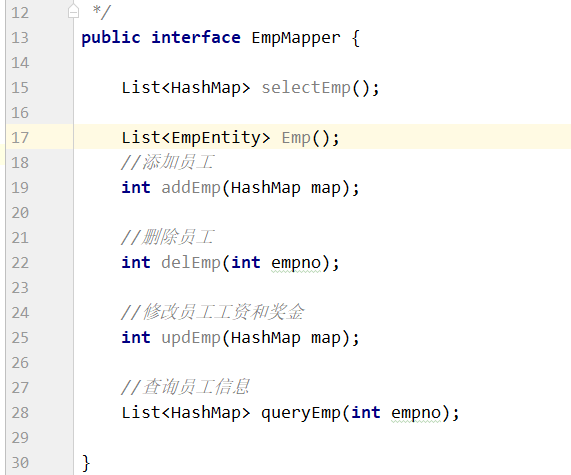 12 */
13 public interface EmpMapper {
14
15 List<HashMap> selectEmp();
16
17 List<EmpEntity> Emp();
18 //添加员工
19 int addEmp(HashMap map);
20
21 //删除员工
22 int delEmp(int empno);
23
24 //修改员工工资和奖金
25 int updEmp(HashMap map);
26
27 //查询员工信息
28 List<HashMap> queryEmp(int empno);
29
30 }